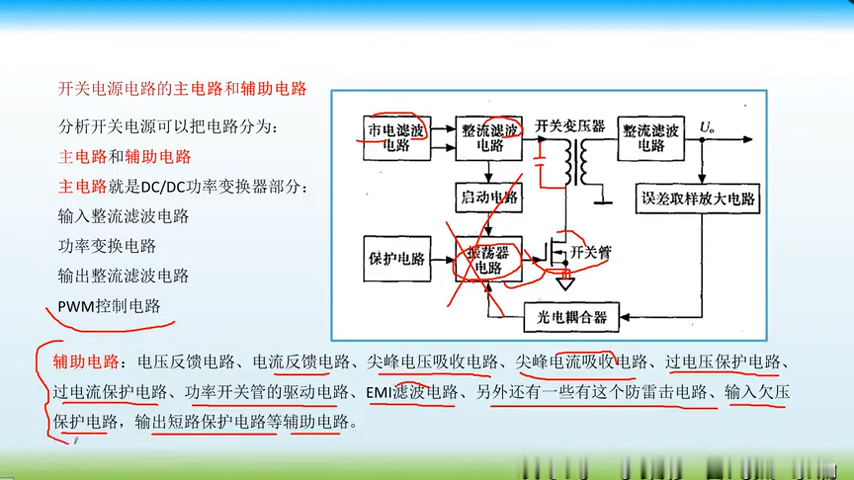 开关电源电路的主电路和辅助电路
分析开关电源可以把电路分为：
主电路和辅助电路
主电路就是DC/DC功率变换器部分：
输入整流滤波电路
功率变换电路
输出整流滤波电路
PWM控制电路
市电滤波
电路
整流滤波
电路
开关变压器
整流滤波
电路
U。
启动电路
误差取样放大电路
保护电路
振荡器
电路
开关管
光电耦合器
辅助电路：电压反馈电路、电流反馈电路、尖峰电压吸收电路、尖峰电流吸收电路、过电压保护电路、
过电流保护电路、功率开关管的驱动电路、EMI滤波电路、另外还有一些有这个防雷击电路、输入欠压
保护电路，输出短路保护电路等辅助电路。